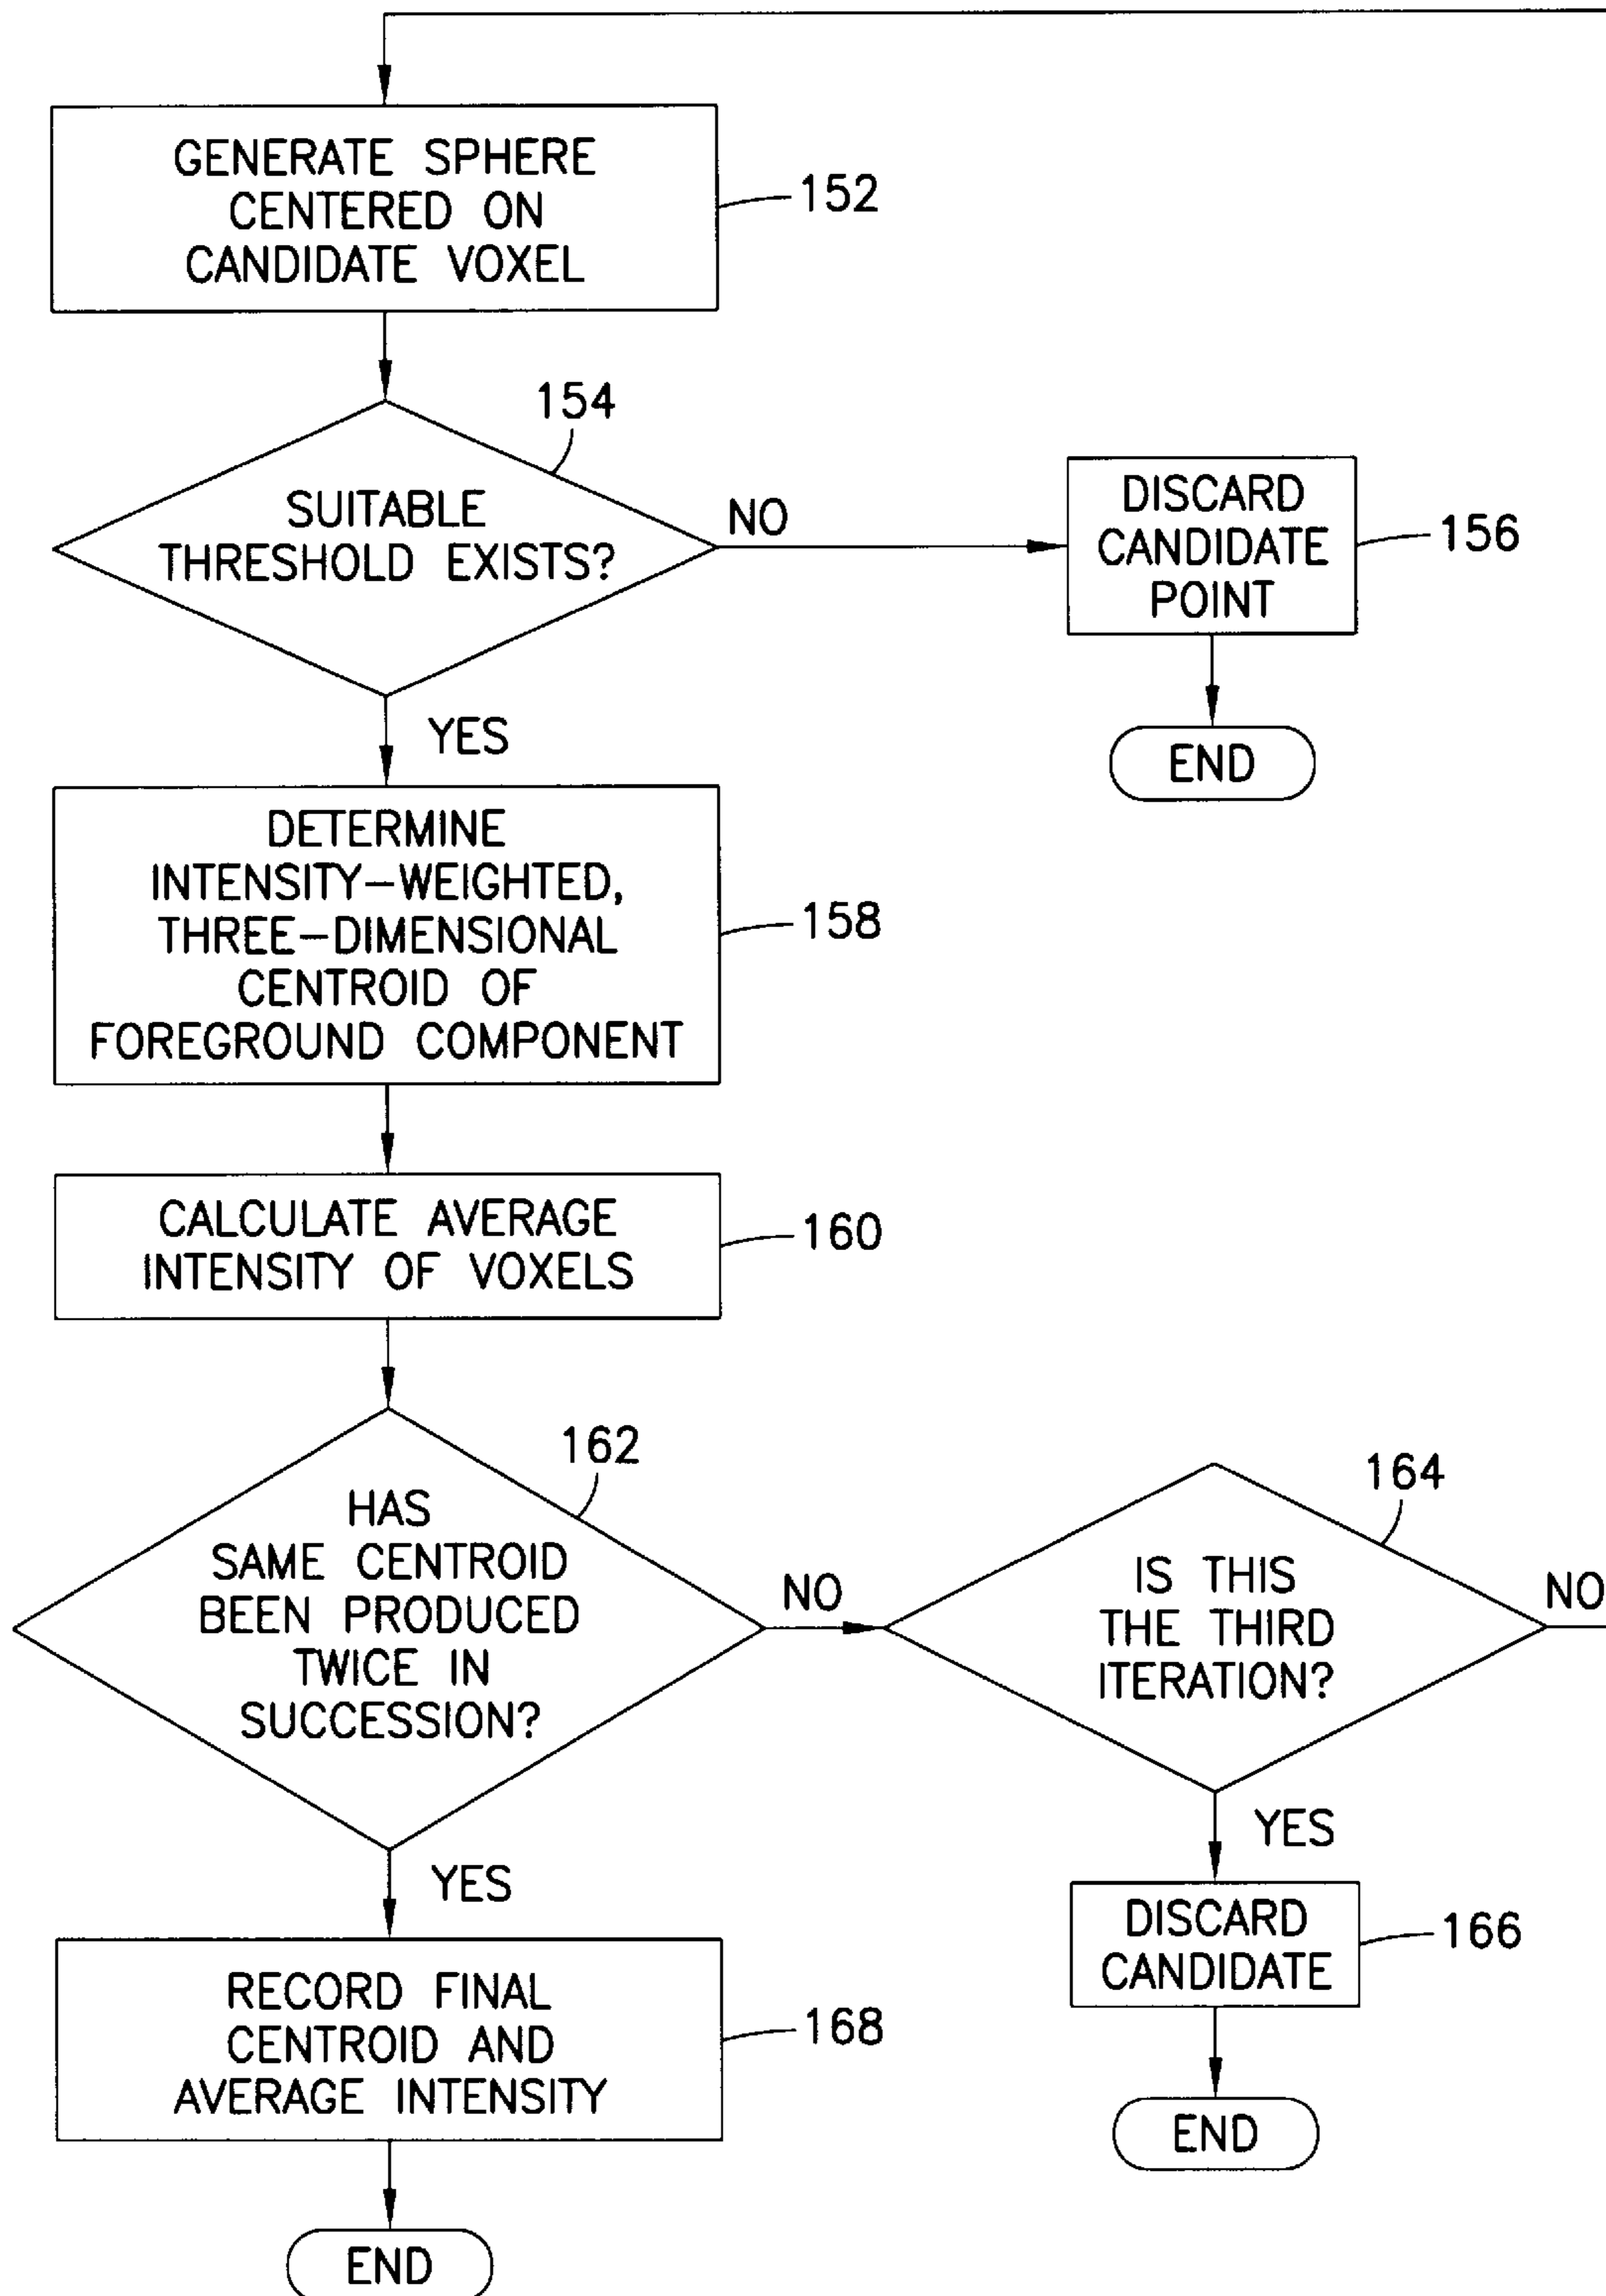 GENERATE SPHERE
CENTERED ON
CANDIDATE VOXEL
152
154
SUITABLE
THRESHOLD EXISTS?
NO
DISCARD
CANDIDATE
POINT
156
END
YES
DETERMINE
INTENSITY-WEIGHTED,
THREE-DIMENSIONAL
CENTROID OF
FOREGROUND COMPONENT
158
CALCULATE AVERAGE
INTENSITY OF VOXELS
160
162
HAS
SAME CENTROID
BEEN PRODUCED
TWICE IN
SUCCESSION?
NO
164
IS THIS
THE THIRD
ITERATION?
NO
YES
DISCARD
CANDIDATE
166
END
YES
RECORD FINAL
CENTROID AND
AVERAGE INTENSITY
168
END